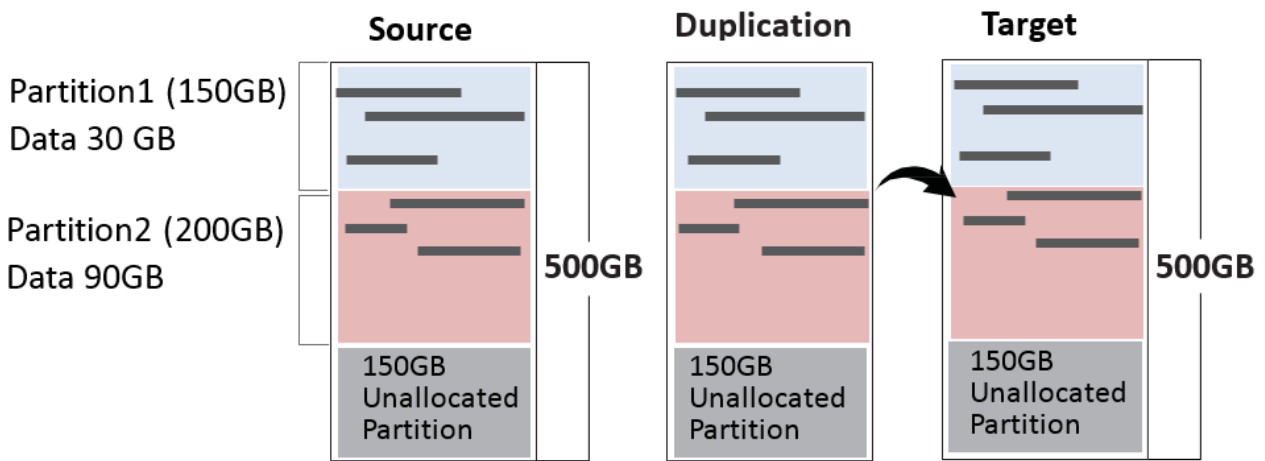 Source
Duplication
Target
Partition1 (150GB)
Data 30 GB
Partition2 (200GB)
Data 90GB
500GB
500GB
150GB
Unallocated
Partition
150GB
Unallocated
Partition
150GB
Unallocated
Partition